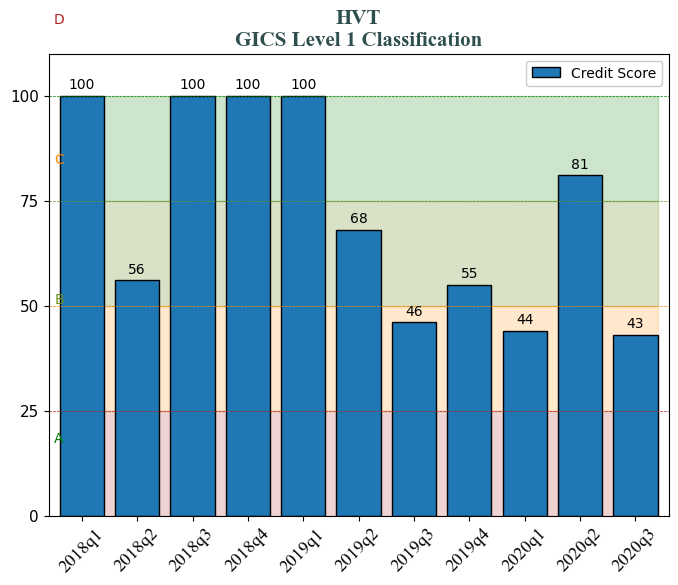 D
HVT
GICS Level 1 Classification
Credit Score
100
75
50
25
0
C
B
A
100
56
100
100
100
68
46
55
44
81
43
2018q1
2018q2
2018q3
2018q4
2019q1
2019q2
2019q3
2019q4
2020q1
2020q2
2020q3